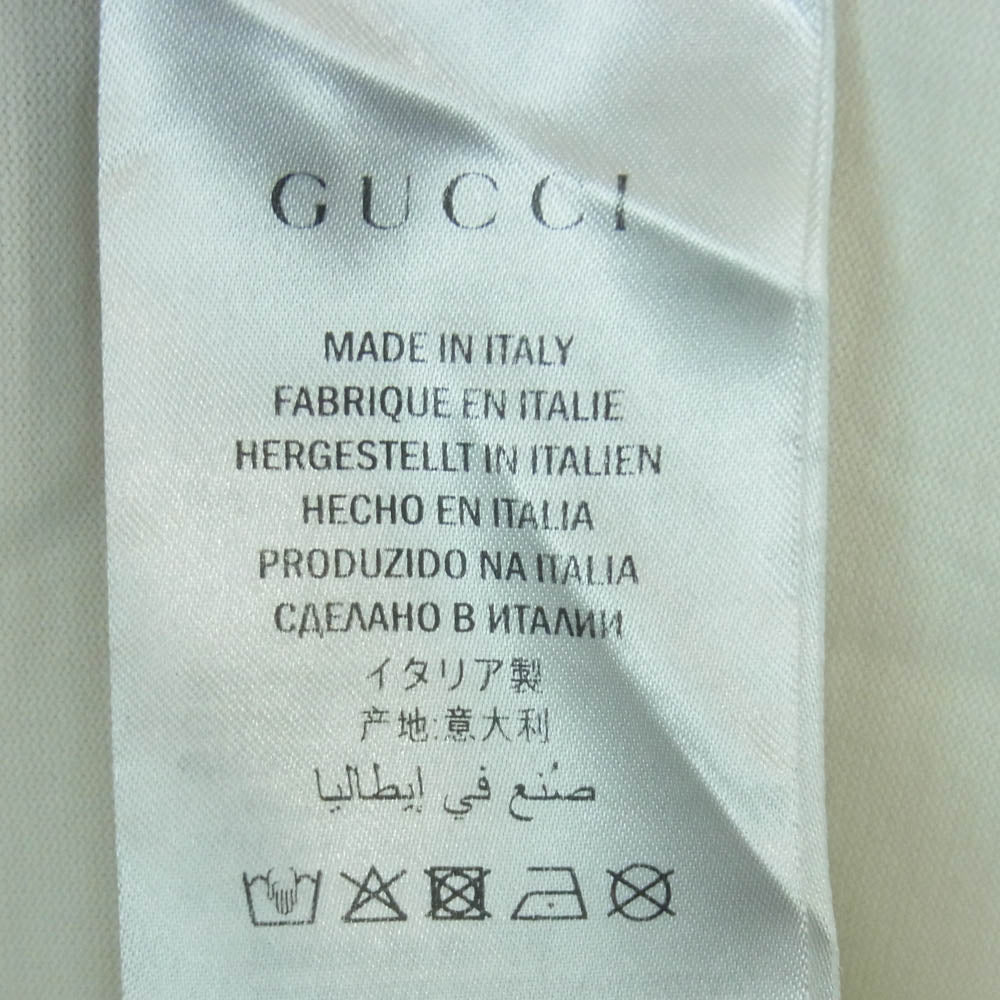 GUCCI
MADE IN ITALY
FABRIQUE EN ITALIE
HERGESTELLT IN ITALIEN
HECHO EN ITALIA
PRODUZIDO NA ITALIA
СДЕЛАНО В ИТАЛИИ
イタリア製
产地:意大利
صُنع في إيطاليا